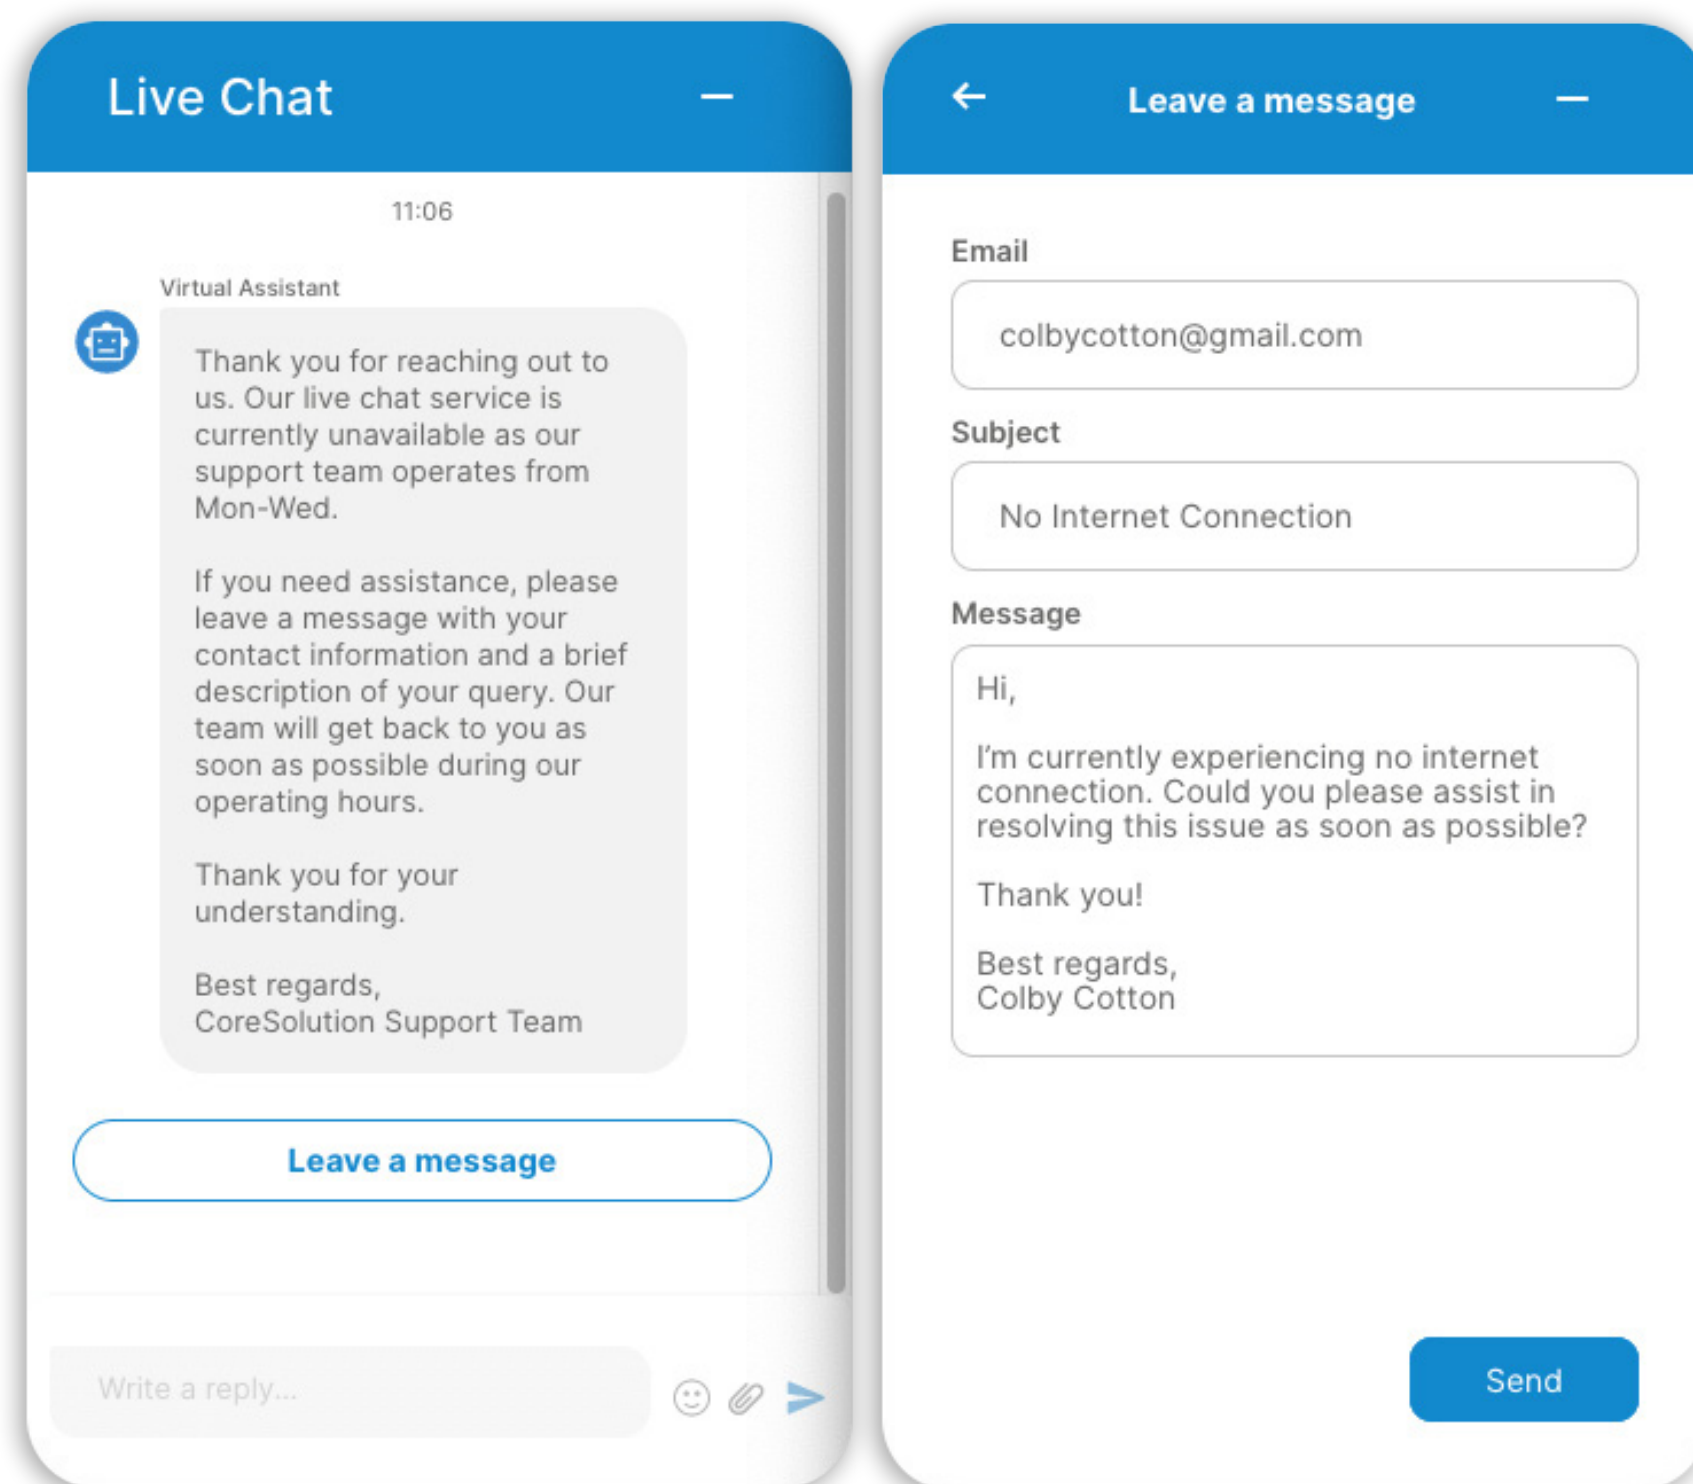 Live Chat
11:06
Virtual Assistant
Thank you for reaching out to
us. Our live chat service is
currently unavailable as our
support team operates from
Mon-Wed.
If you need assistance, please
leave a message with your
contact information and a brief
description of your query. Our
team will get back to you as
soon as possible during our
operating hours.
Thank you for your
understanding.
Best regards,
CoreSolution Support Team
Leave a message
Write a reply...
Leave a message
Email
colbycotton@gmail.com
Subject
No Internet Connection
Message
Hi,
I'm currently experiencing no internet
connection. Could you please assist in
resolving this issue as soon as possible?
Thank you!
Best regards,
Colby Cotton
Send